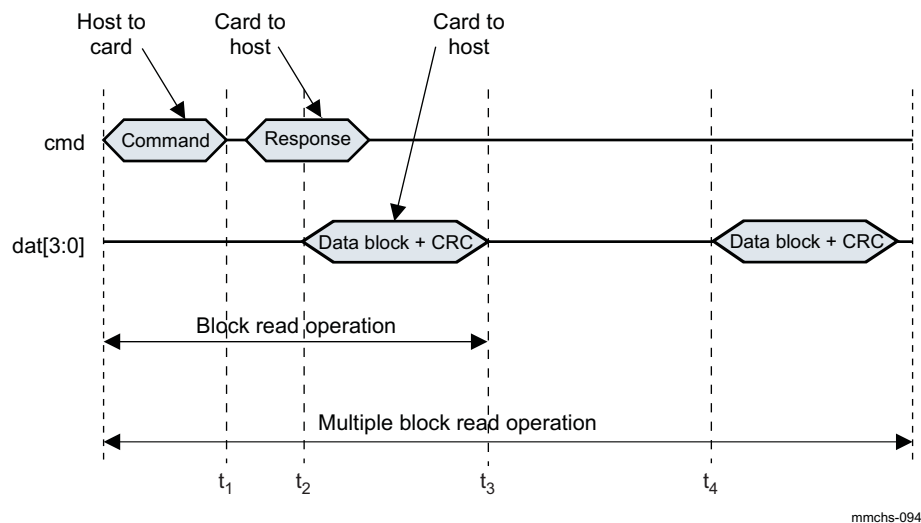 Host to
card
Card to
host
Card to
host
cmd
Command
Response
dat[3:0]
Data block + CRC
Data block + CRC
Block read operation
Multiple block read operation
t1
t2
t3
t4
mmchs-094